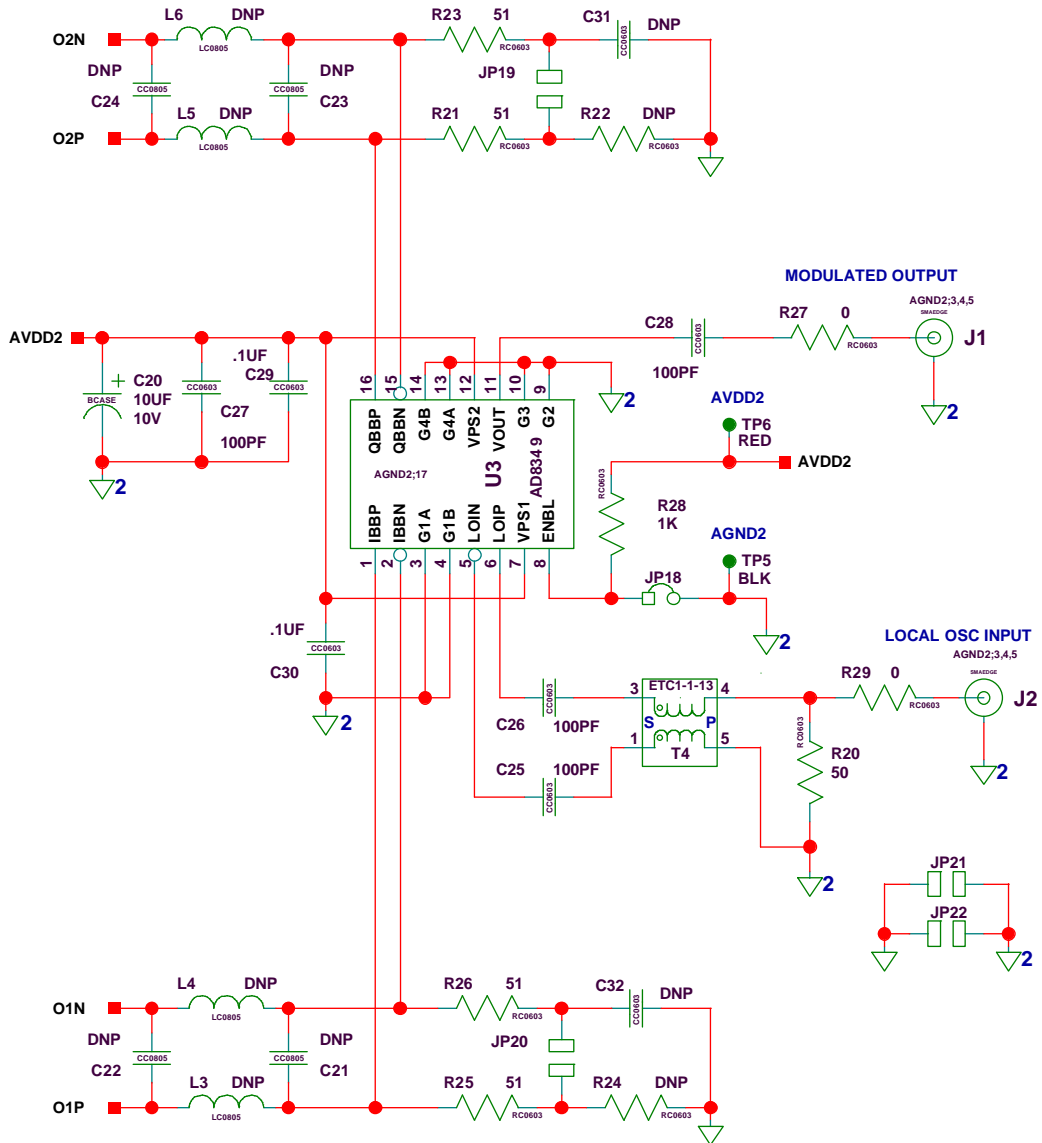 L6 DNP R23 51 C31 DNP
O2N LC0805 RC0603 CC0603
DNP DNP JP19
CC0805 CC0805
C24 L5 DNP C23 R21 51 R22 DNP
O2P LC0805 RC0603 RC0603
MODULATED OUTPUT
AGND2;3,4,5
SMAEDGE
C28 R27 0 J1
AVDD2 CC0603 RC0603
100PF
.1UF
C20 C29
BCASE CC0603 CC0603
+ 10UF
10V C27
100PF
2
16 15 14 13 12 11 10 9
QBBP QBBN G4B G4A VPS2 VOUT G3 G2
2
2
AGND2;17 U3 AD8349
IBBP IBBN G1A G1B LOIN LOIP VPS1 ENBL
1 2 3 4 5 6 7 8
AVDD2
TP6
RED
AVDD2
RC0603
R28
1K
AGND2
TP5
JP18 BLK
2
.1UF
CC0603
C30
2
LOCAL OSC INPUT
AGND2;3,4,5
SMAEDGE
R29 0 J2
RC0603
2
3 ETC1-1-13 4
CC0603
C26 100PF S P
1 T4 5
C25 100PF
CC0603
RC0603
R20
50
2
JP21
JP22
2
L4 DNP R26 51 C32 DNP
O1N LC0805 RC0603 CC0603
DNP DNP JP20
CC0805 CC0805
C22 L3 DNP C21 R25 51 R24 DNP
O1P LC0805 RC0603 RC0603